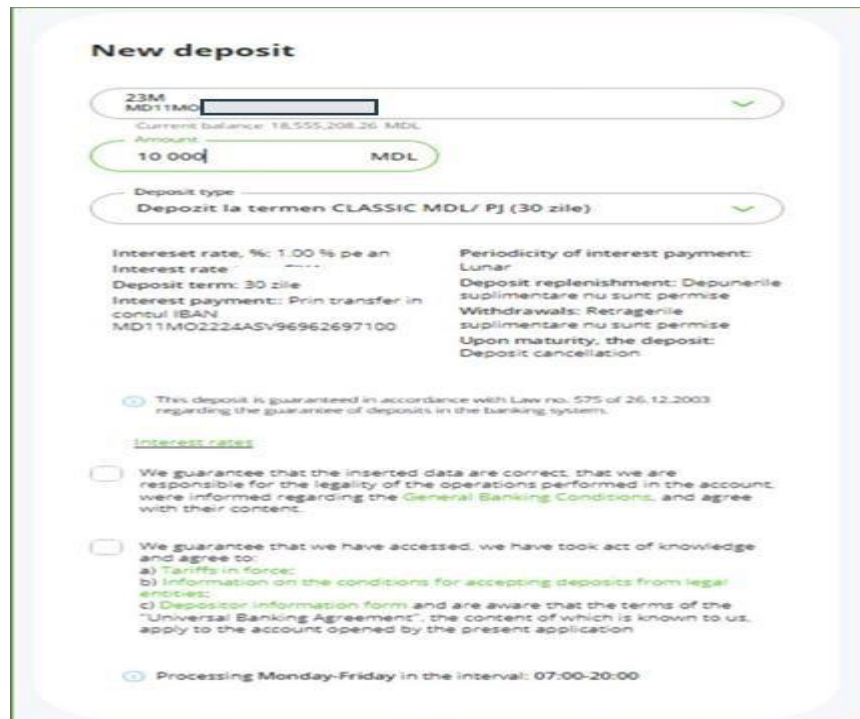 New deposit
23M
MD11MO
Current balance 18,555,208.26 MDL
Amount
10 000 MDL
Deposit type
Depozit la termen CLASSIC MDL/ PJ (30 zile)
Intereset rate, %: 1.00 % pe an
Interest rate
Deposit term: 30 zile
Interest payment:: Prin transfer in
contul IBAN
MD11MO2224ASV96962697100
Periodicity of interest payment:
Lunar
Deposit replenishment: Depunerile
suplimentare nu sunt permise
Withdrawals: Retragerile
suplimentare nu sunt permise
Upon maturity, the deposit:
Deposit cancellation
This deposit is guaranteed in accordance with Law no. 575 of 26.12.2003
regarding the guarantee of deposits in the banking system.
Interest rates
We guarantee that the inserted data are correct, that we are
responsible for the legality of the operations performed in the account,
were informed regarding the General Banking Conditions, and agree
with their content.
We guarantee that we have accessed, we have took act of knowledge
and agree to:
a) Tariffs in force;
b) Information on the conditions for accepting deposits from legal
entities;
c) Depositor information form and are aware that the terms of the
"Universal Banking Agreement", the content of which is known to us,
apply to the account opened by the present application
Processing Monday-Friday in the interval: 07:00-20:00